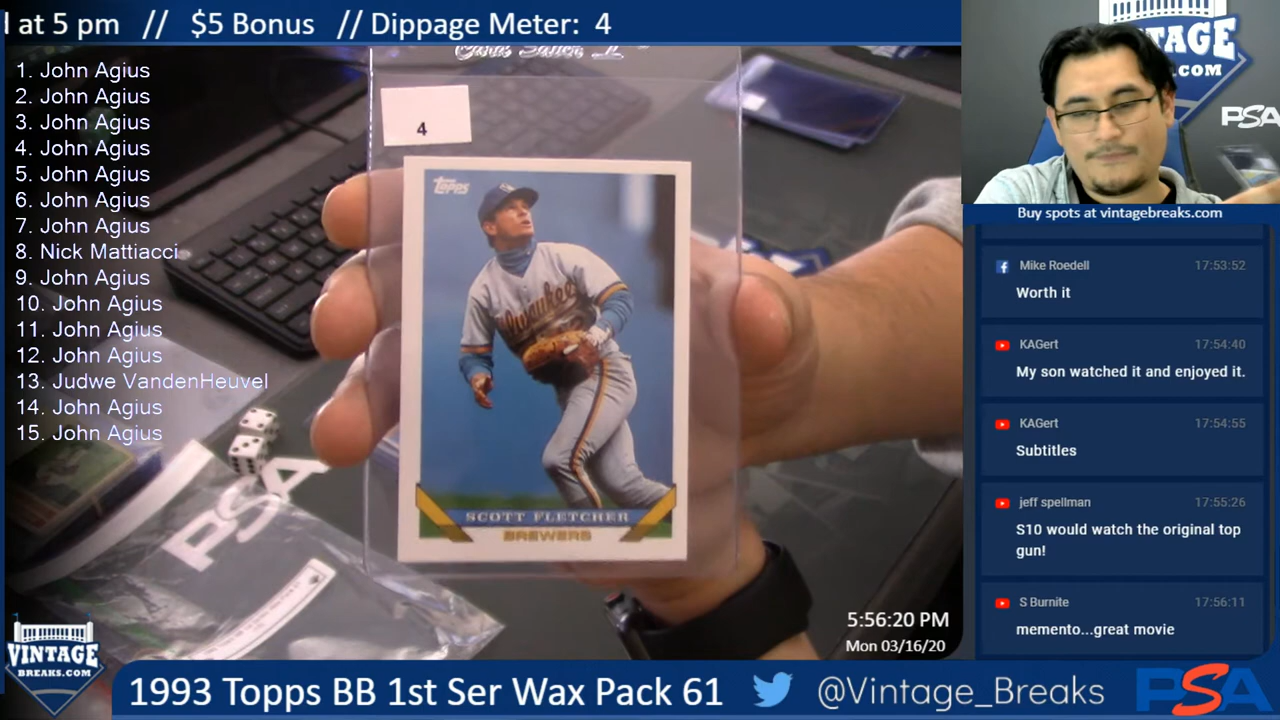 d at 5 pm // $5 Bonus // Dippage Meter: 4
1. John Agius
2. John Agius
3. John Agius
4. John Agius
5. John Agius
6. John Agius
7. John Agius
8. Nick Mattiacci
9. John Agius
10. John Agius
11. John Agius
12. John Agius
13. Judwe VandenHeuvel
14. John Agius
15. John Agius
4
Topps
Milwaukee
SCOTT FLETCHER
BREWERS
PSA
5:56:20 PM
Mon 03/16/20
TAGE
.COM
PSA
Buy spots at vintagebreaks.com
Mike Roedell 17:53:52
Worth it
KAGert 17:54:40
My son watched it and enjoyed it.
KAGert 17:54:55
Subtitles
jeff spellman 17:55:26
S10 would watch the original top
gun!
S Burnite 17:56:11
memento...great movie
VINTAGE
BREAKS.COM
1993 Topps BB 1st Ser Wax Pack 61 @Vintage_Breaks PSA